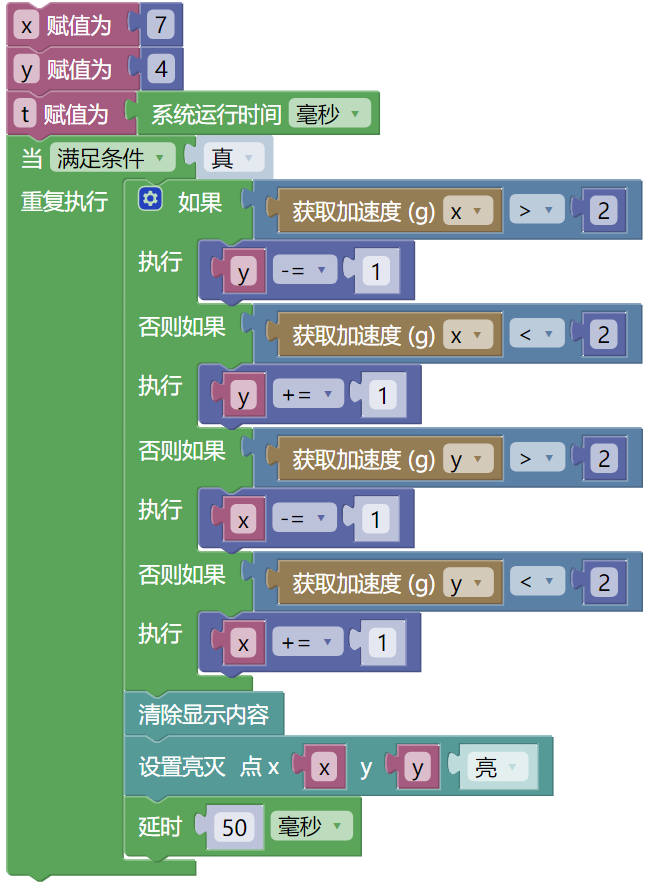 x 赋值为 7
y 赋值为 4
t 赋值为 系统运行时间 毫秒
当 满足条件 真
重复执行 如果 获取加速度 (g) x > 2
执行 y -= 1
否则如果 获取加速度 (g) x < 2
执行 y += 1
否则如果 获取加速度 (g) y > 2
执行 x -= 1
否则如果 获取加速度 (g) y < 2
执行 x += 1
清除显示内容
设置亮灭 点 x x y y 亮
延时 50 毫秒